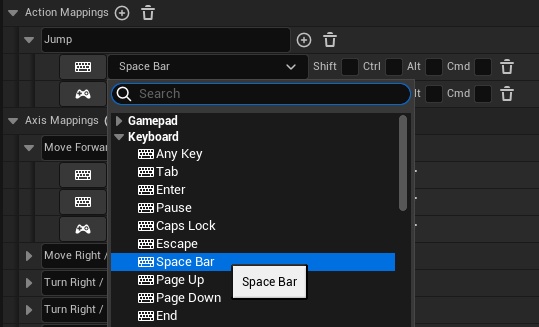 Action Mappings
Jump
Space Bar Shift Ctrl Alt Cmd
Search lt Cmd
Gamepad
Axis Mappings (
Keyboard
Move Forwar
Any Key
Tab
Enter
Pause
Caps Lock
Escape
Move Right / Space Bar
Turn Right / Page Up Space Bar
Page Down
Turn Right / End